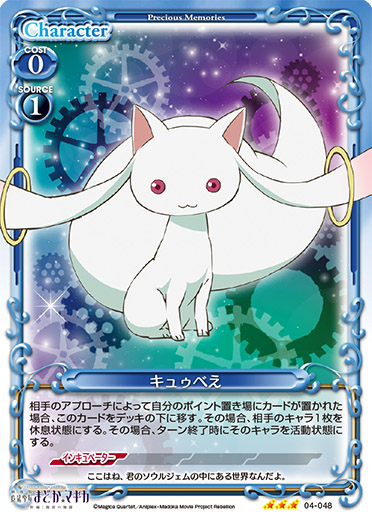 Precious Memories
Character
COST
0
SOURCE
1
キュゥべえ
相手のアプローチによって自分のポイント置き場にカードが置かれた
場合、このカードをデッキの下に移す。その場合、相手のキャラ1枚を
休息状態にする。その場合、ターン終了時にそのキャラを活動状態に
する。
インキュベーター
ここはね、君のソウルジェムの中にある世界なんだよ。
まどか☆マギカ
©Magica Quartet/Aniplex・Madoka Movie Project Rebellion
04-048